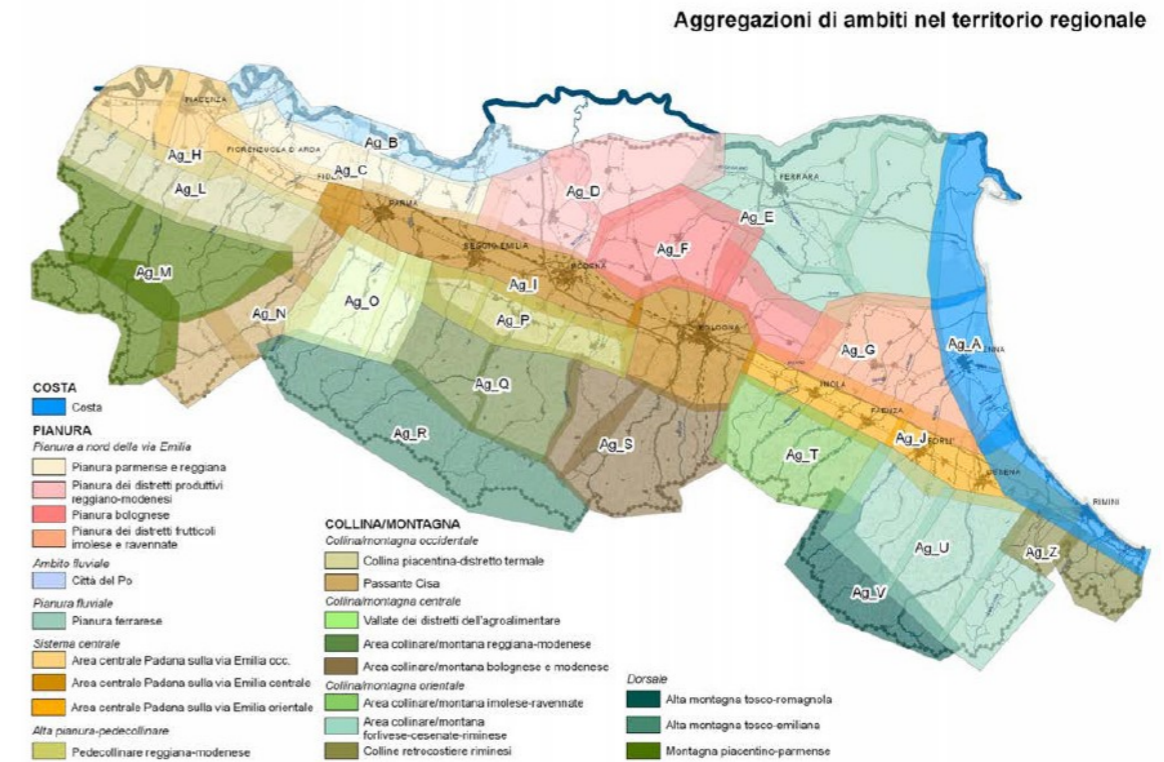 Aggregazioni di ambiti nel territorio regionale
PIACENZA
Ag_B
Ag_H
FIORENZUOLA D'ARDA
Ag_C
Ag_L
Ag_D
FERRARA
PARMA
Ag_E
REGGIO EMILIA
Ag_F
MODENA
Ag_M
Ag_I
Ag_O
Ag_N
Ag_P
BOLOGNA
Ag_G
Ag_A
Ag_Q
IMOLA
FAENZA
Ag_R
Ag_S
Ag_J
FORLI'
Ag_T
CESENA
RIMINI
Ag_U
Ag_Z
Ag_V
COSTA
Costa
PIANURA
Pianura a nord della via Emilia
Pianura parmense e reggiana
Pianura dei distretti produttivi
reggiano-modenesi
Pianura bolognese
Pianura dei distretti frutticoli
imolese e ravennate
Ambito fluviale
Città del Po
Pianura fluviale
Pianura ferrarese
Sistema centrale
Area centrale Padana sulla via Emilia occ.
Area centrale Padana sulla via Emilia centrale
Area centrale Padana sulla via Emilia orientale
Alta pianura-pedecollinare
Pedecollinare reggiana-modenese
COLLINA/MONTAGNA
Collina/montagna occidentale
Collina piacentina-distretto termale
Passante Cisa
Collina/montagna centrale
Vallate dei distretti dell'agroalimentare
Area collinare/montana reggiana-modenese
Area collinare/montana bolognese e modenese
Collina/montagna orientale
Area collinare/montana imolese-ravennate
Area collinare/montana
forlivese-cesenate-riminese
Colline retrocostiere riminesi
Dorsale
Alta montagna tosco-romagnola
Alta montagna tosco-emiliana
Montagna piacentino-parmense